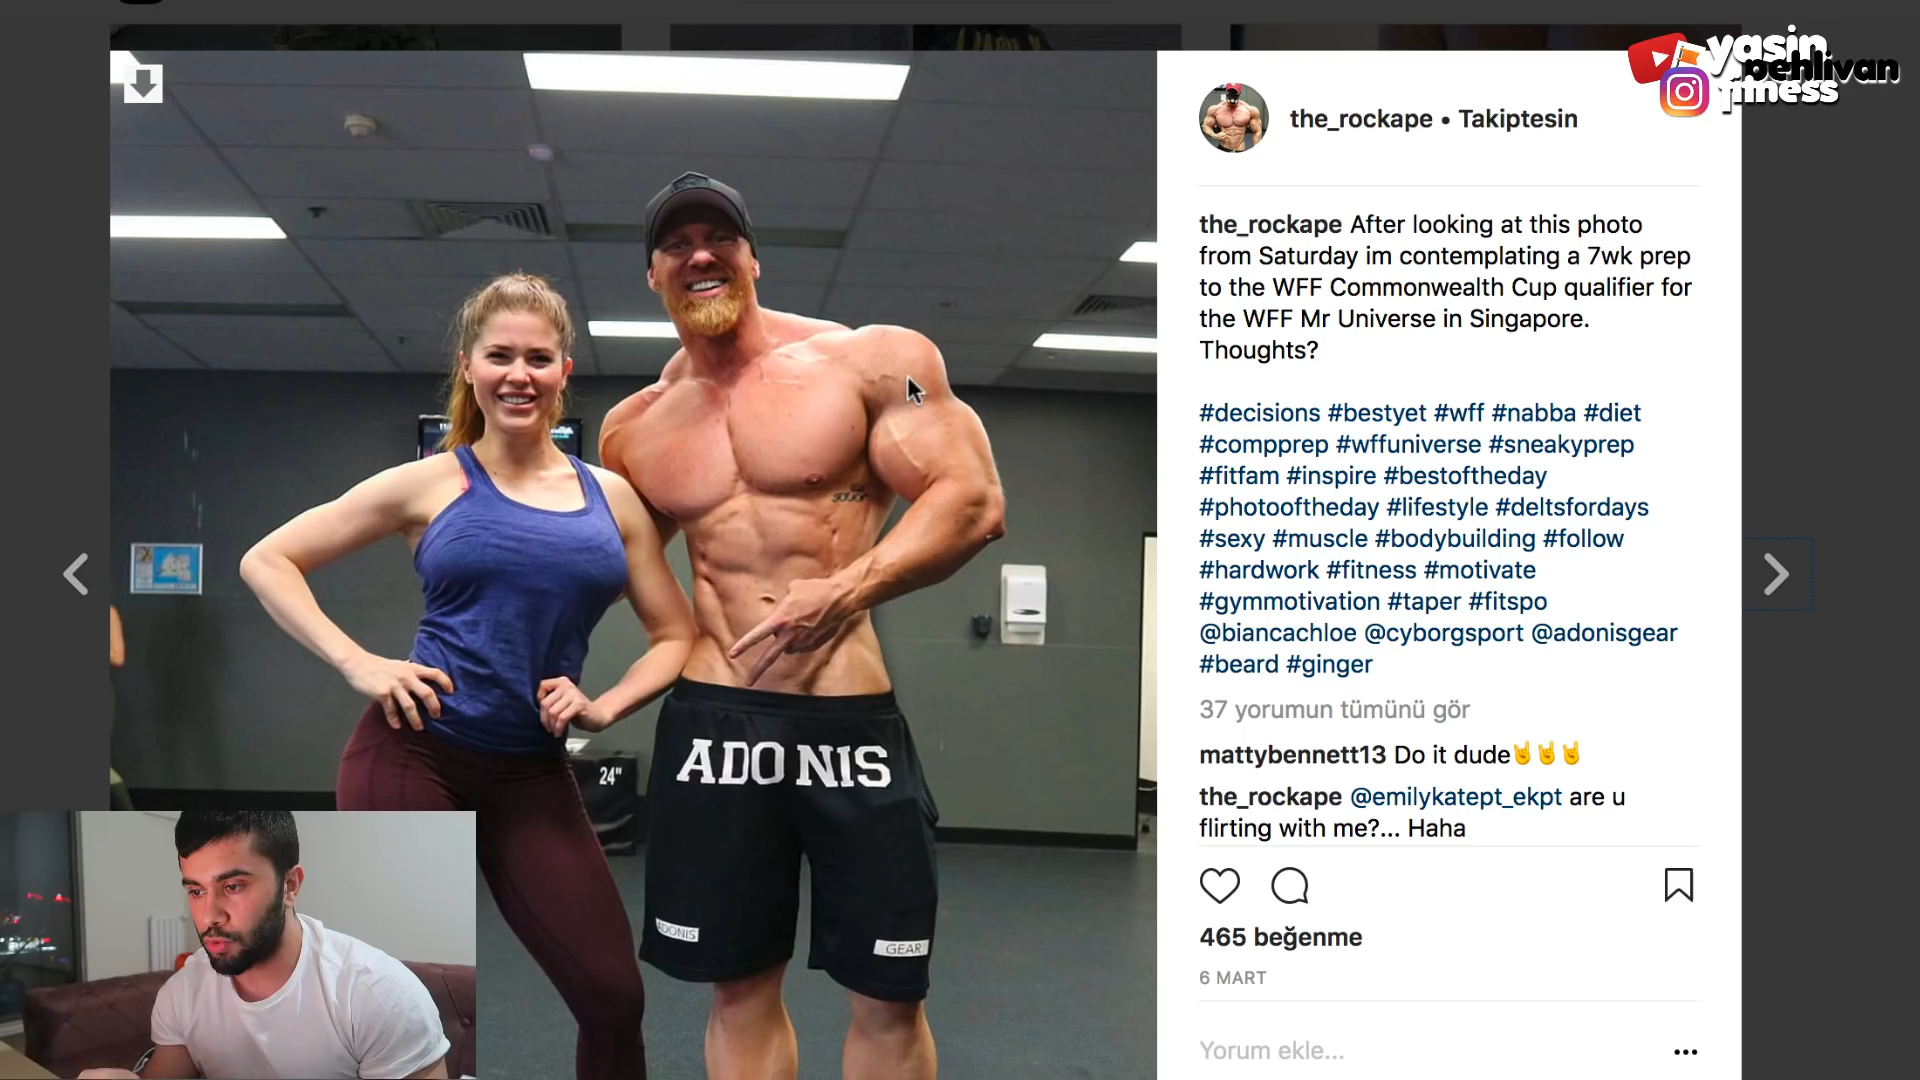 yasin
pehlivan
fitness
the_rockape • Takiptesin
the_rockape After looking at this photo
from Saturday im contemplating a 7wk prep
to the WFF Commonwealth Cup qualifier for
the WFF Mr Universe in Singapore.
Thoughts?
#decisions #bestyet #wff #nabba #diet
#compprep #wffuniverse #sneakyprep
#fitfam #inspire #bestoftheday
#photooftheday #lifestyle #deltsfordays
#sexy #muscle #bodybuilding #follow
#hardwork #fitness #motivate
#gymmotivation #taper #fitspo
@biancachloe @cyborgsport @adonisgear
#beard #ginger
37 yorumun tümünü gör
mattybennett13 Do it dude🤘🤘🤘
the_rockape @emilykatept_ekpt are u
flirting with me?... Haha
465 beğenme
6 MART
Yorum ekle...
24"
ADONIS
ADONIS
GEAR